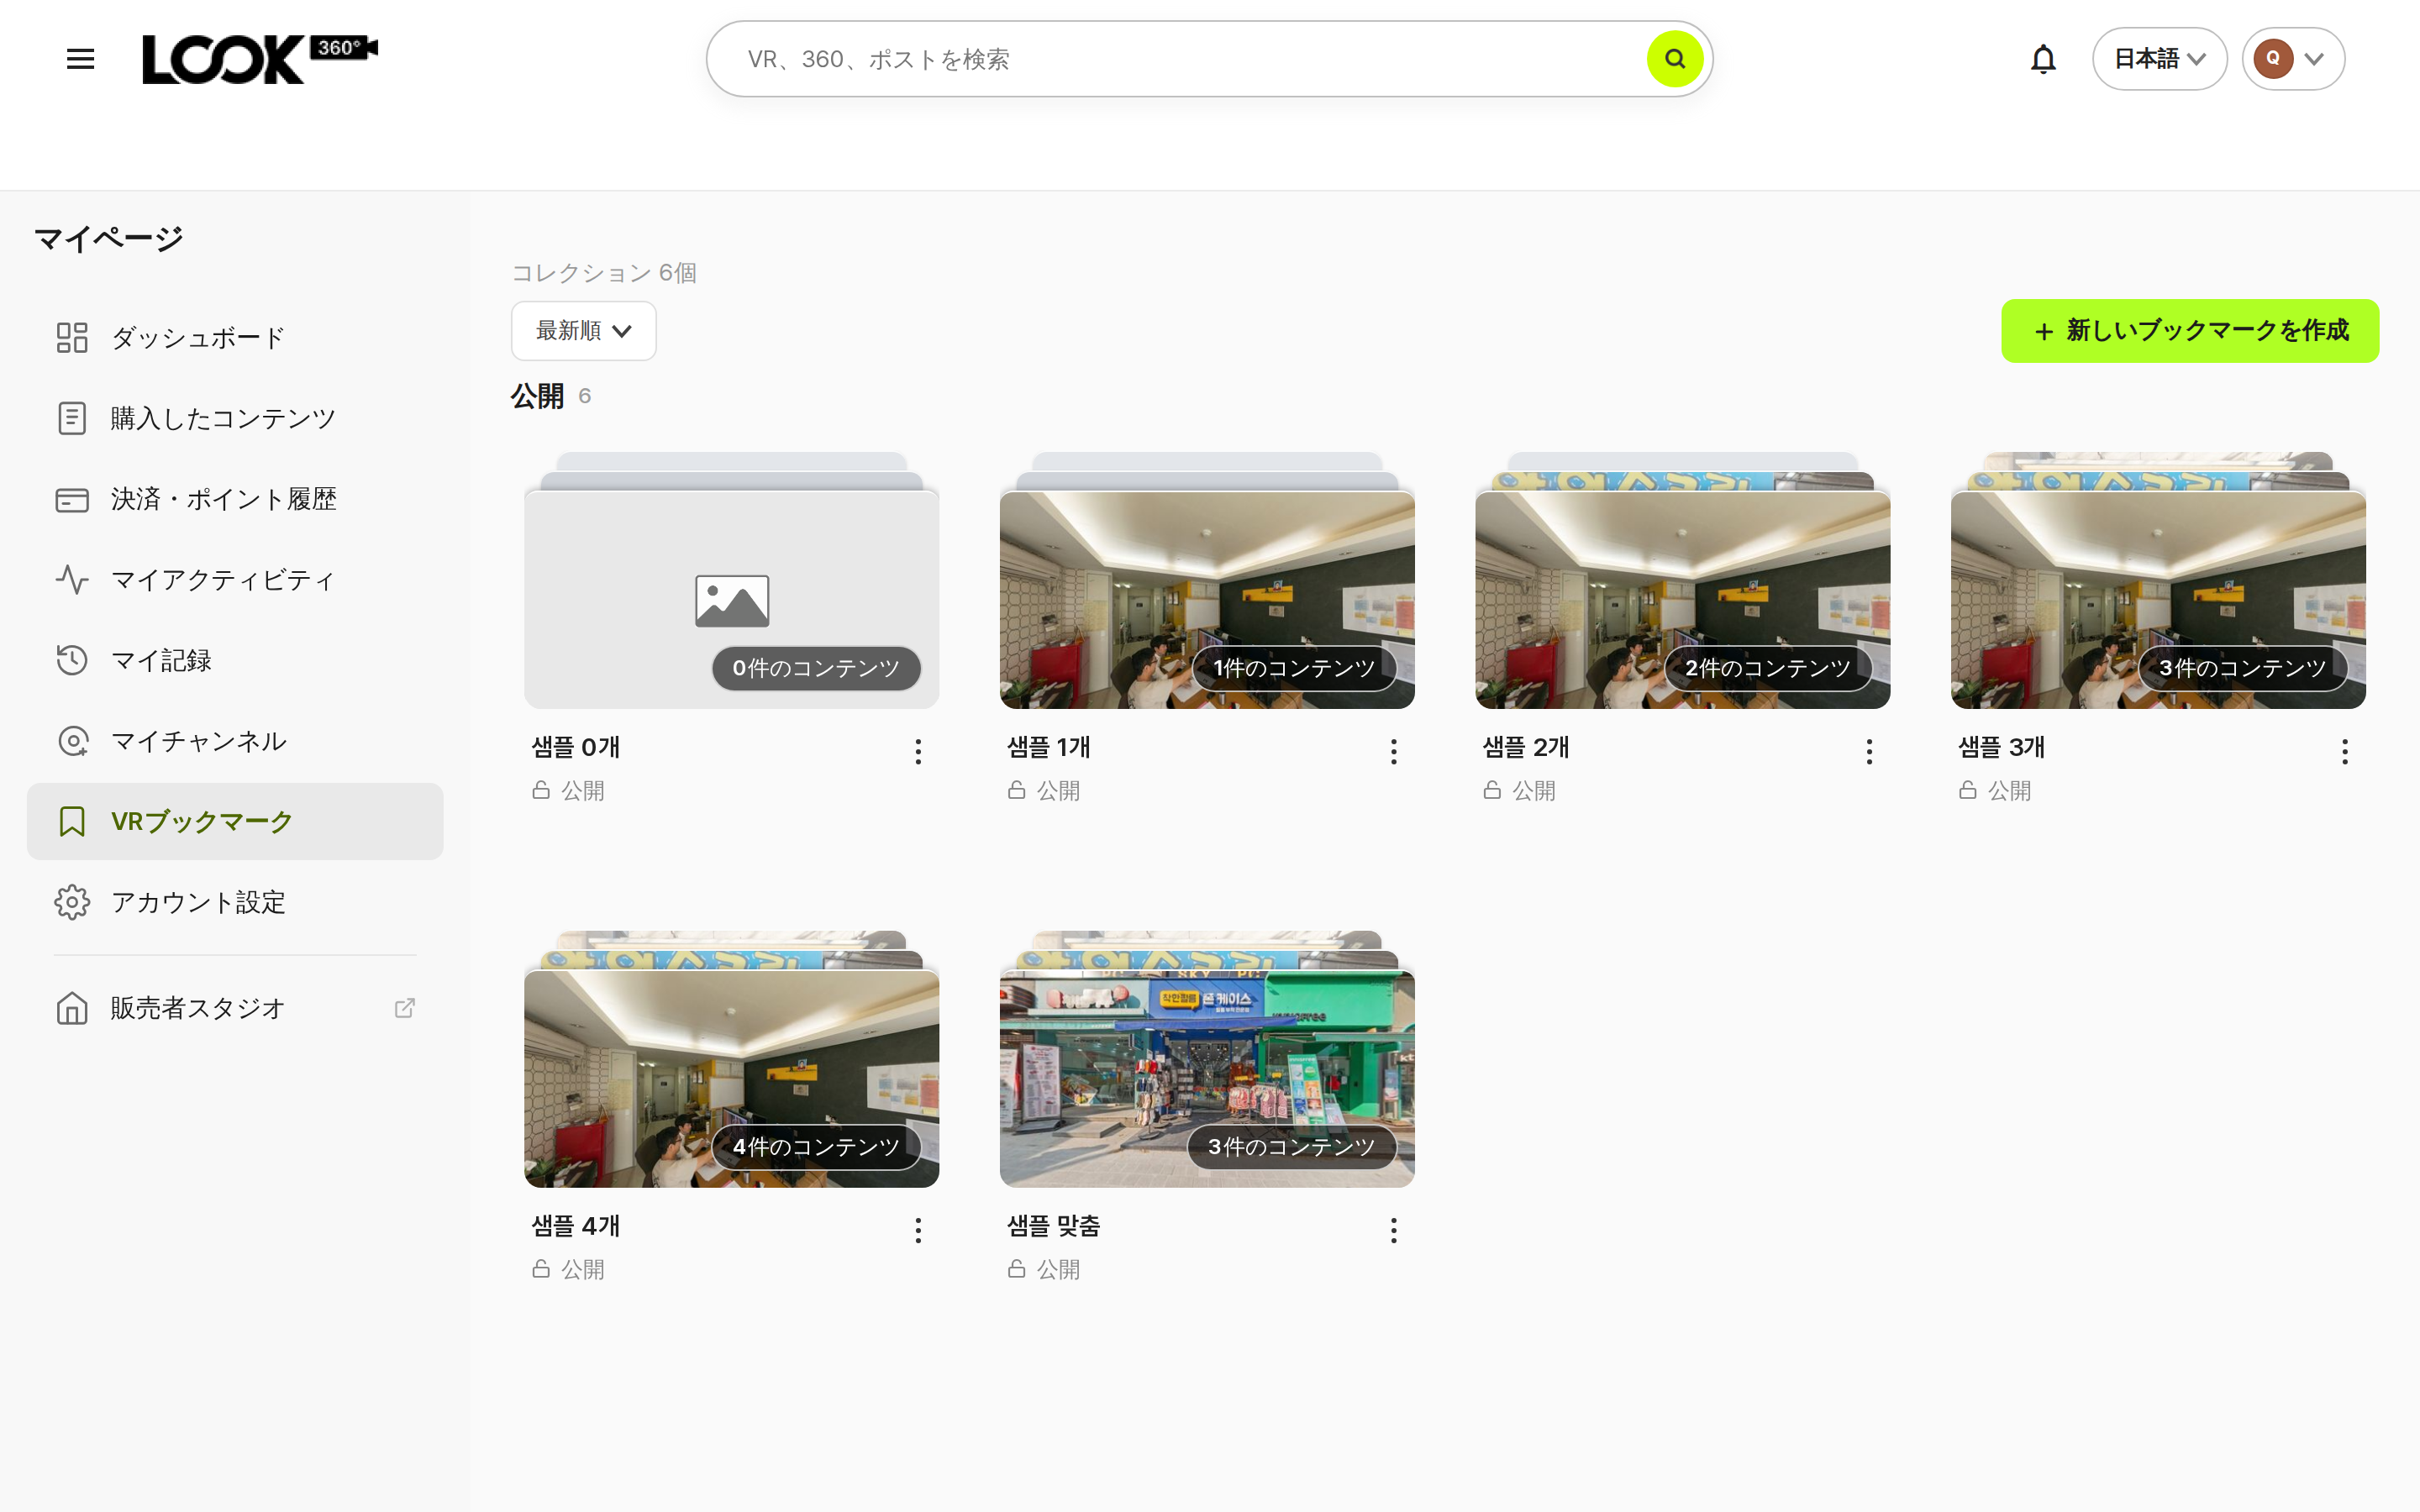 LOOK 360°
VR、360、ポストを検索
日本語
Q
マイページ
ダッシュボード
購入したコンテンツ
決済・ポイント履歴
マイアクティビティ
マイ記録
マイチャンネル
VRブックマーク
アカウント設定
販売者スタジオ
コレクション 6個
最新順
+ 新しいブックマークを作成
公開 6
0件のコンテンツ
1件のコンテンツ
2件のコンテンツ
3件のコンテンツ
샘플 0개
샘플 1개
샘플 2개
샘플 3개
公開
公開
公開
公開
착한팡름 폰케이스
4件のコンテンツ
3件のコンテンツ
샘플 4개
샘플 맞춤
公開
公開